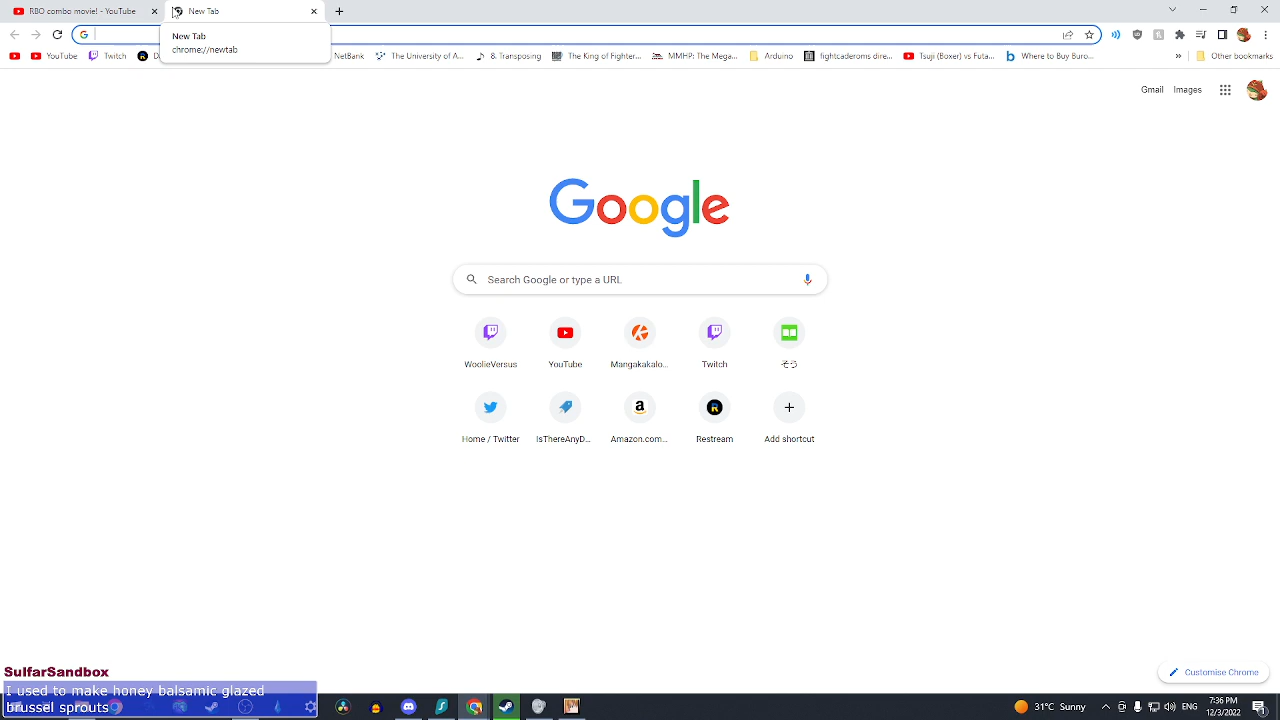 RBO combo movie! - YouTube
New Tab
New Tab
chrome://newtab
YouTube
Twitch
NetBank
The University of A...
8: Transposing
The King of Fighter...
MMHP: The Mega...
Arduino
fightcaderoms dire...
Tsuji (Boxer) vs Futa...
Where to Buy Buro...
»
Other bookmarks
Gmail
Images
Google
Search Google or type a URL
WoolieVersus
YouTube
Mangakakalo...
Twitch
そう
Home / Twitter
IsThereAnyD...
Amazon.com...
Restream
Add shortcut
SulfarSandbox
I used to make honey balsamic glazed
brussel sprouts
Customise Chrome
31°C Sunny
ENG
7:36 PM
12/3/2022